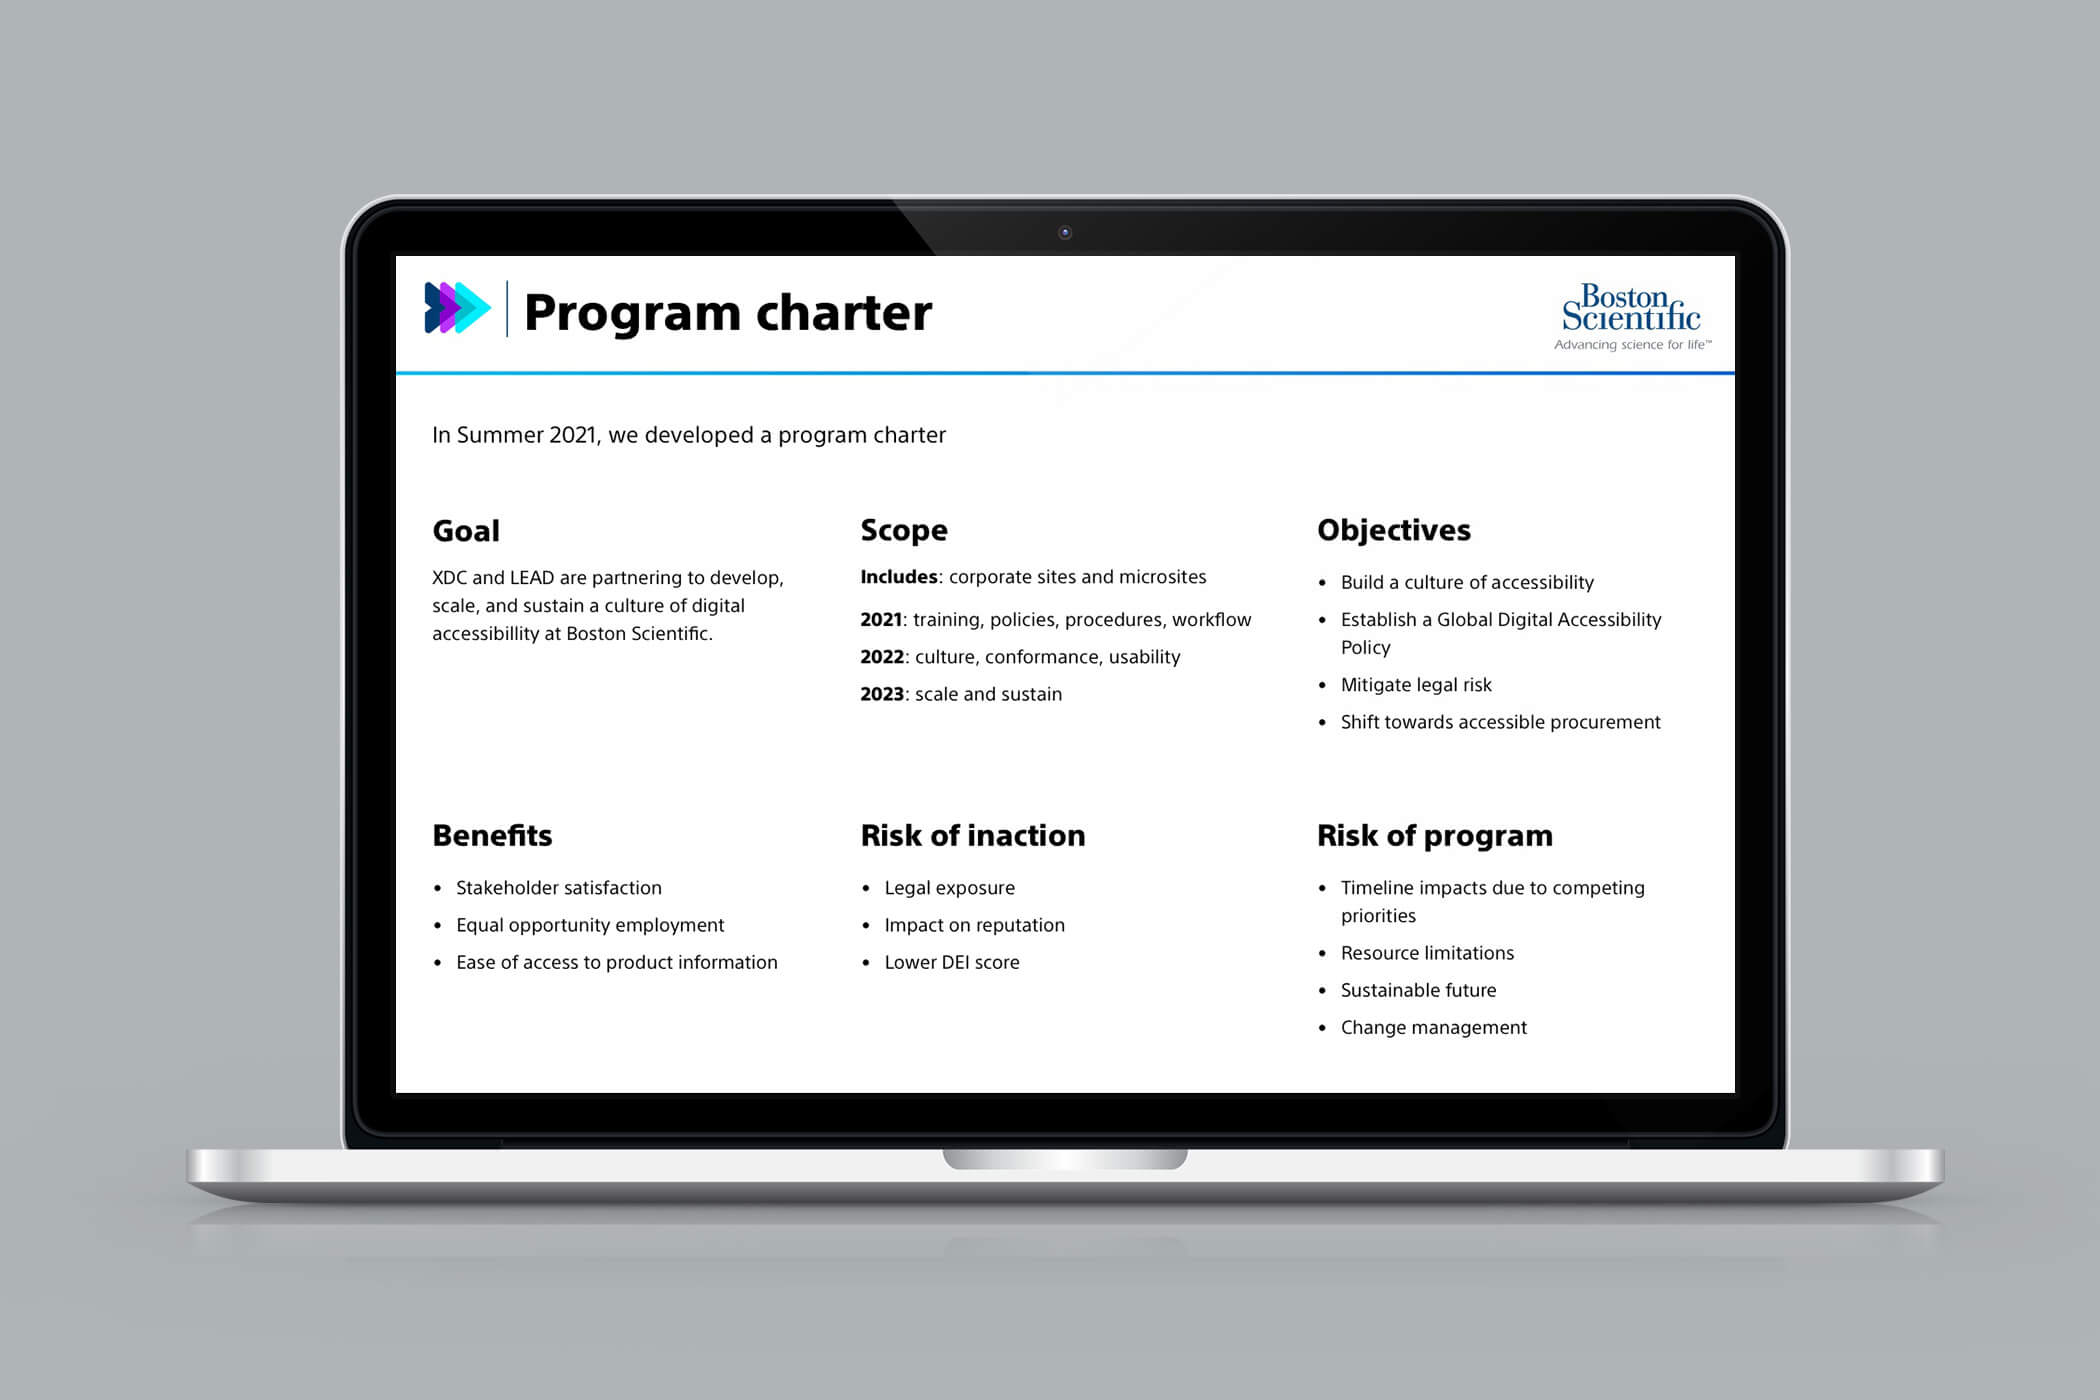 Program charter
Boston
Scientific
Advancing science for life™
In Summer 2021, we developed a program charter
Goal
XDC and LEAD are partnering to develop,
scale, and sustain a culture of digital
accessibillity at Boston Scientific.
Scope
Includes: corporate sites and microsites
2021: training, policies, procedures, workflow
2022: culture, conformance, usability
2023: scale and sustain
Objectives
• Build a culture of accessibility
• Establish a Global Digital Accessibility
Policy
• Mitigate legal risk
• Shift towards accessible procurement
Benefits
• Stakeholder satisfaction
• Equal opportunity employment
• Ease of access to product information
Risk of inaction
• Legal exposure
• Impact on reputation
• Lower DEI score
Risk of program
• Timeline impacts due to competing
priorities
• Resource limitations
• Sustainable future
• Change management